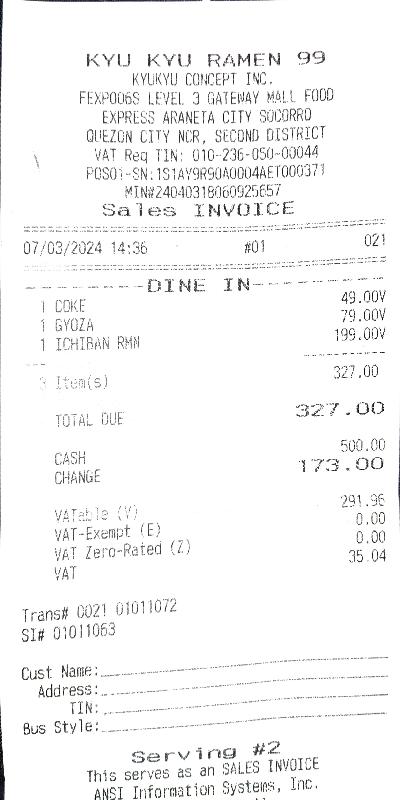 KYU KYU RAMEN 99
KYUKYU CONCEPT INC.
FEXP006S LEVEL 3 GATEWAY MALL FOOD
EXPRESS ARANETA CITY SOCORRO
QUEZON CITY NCR, SECOND DISTRICT
VAT Reg TIN: 010-236-050-00044
POS01-SN:1S1AY9R90A0004AET000371
MIN#24040318060925657
Sales INVOICE
07/03/2024 14:36 #01 021
DINE IN
1 COKE 49.00V
1 GYOZA 79.00V
1 ICHIBAN RMN 199.00V
3 Item(s) 327.00
TOTAL DUE 327.00
CASH 500.00
CHANGE 173.00
VATable (V) 291.96
VAT-Exempt (E) 0.00
VAT Zero-Rated (Z) 0.00
VAT 35.04
Trans# 0021 01011072
SI# 01011063
Cust Name:
Address:
TIN:
Bus Style:
Serving #2
This serves as an SALES INVOICE
ANSI Information Systems, Inc.